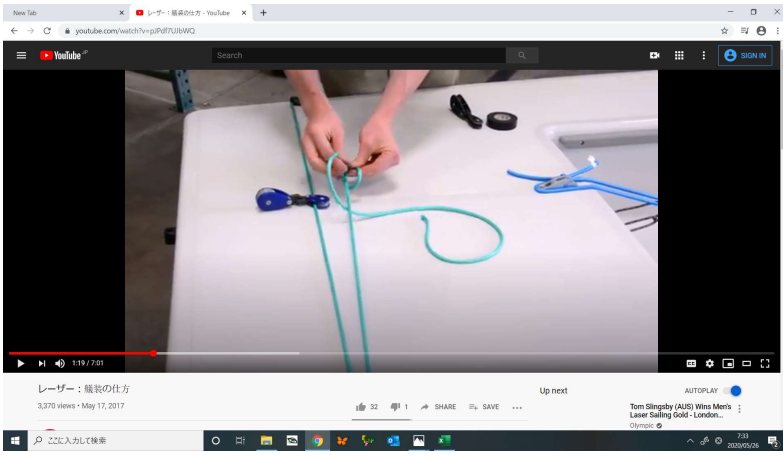 New Tab
レーザー：艤装の仕方 - YouTube
youtube.com/watch?v=pJPdf7UJbWQ
YouTube JP
Search
SIGN IN
1:19 / 7:01
レーザー：艤装の仕方
3,370 views • May 17, 2017
32
1
SHARE
SAVE
Up next
AUTOPLAY
Tom Slingsby (AUS) Wins Men's
Laser Sailing Gold - London...
Olympic
ここに入力して検索
7:33
2020/05/26
2